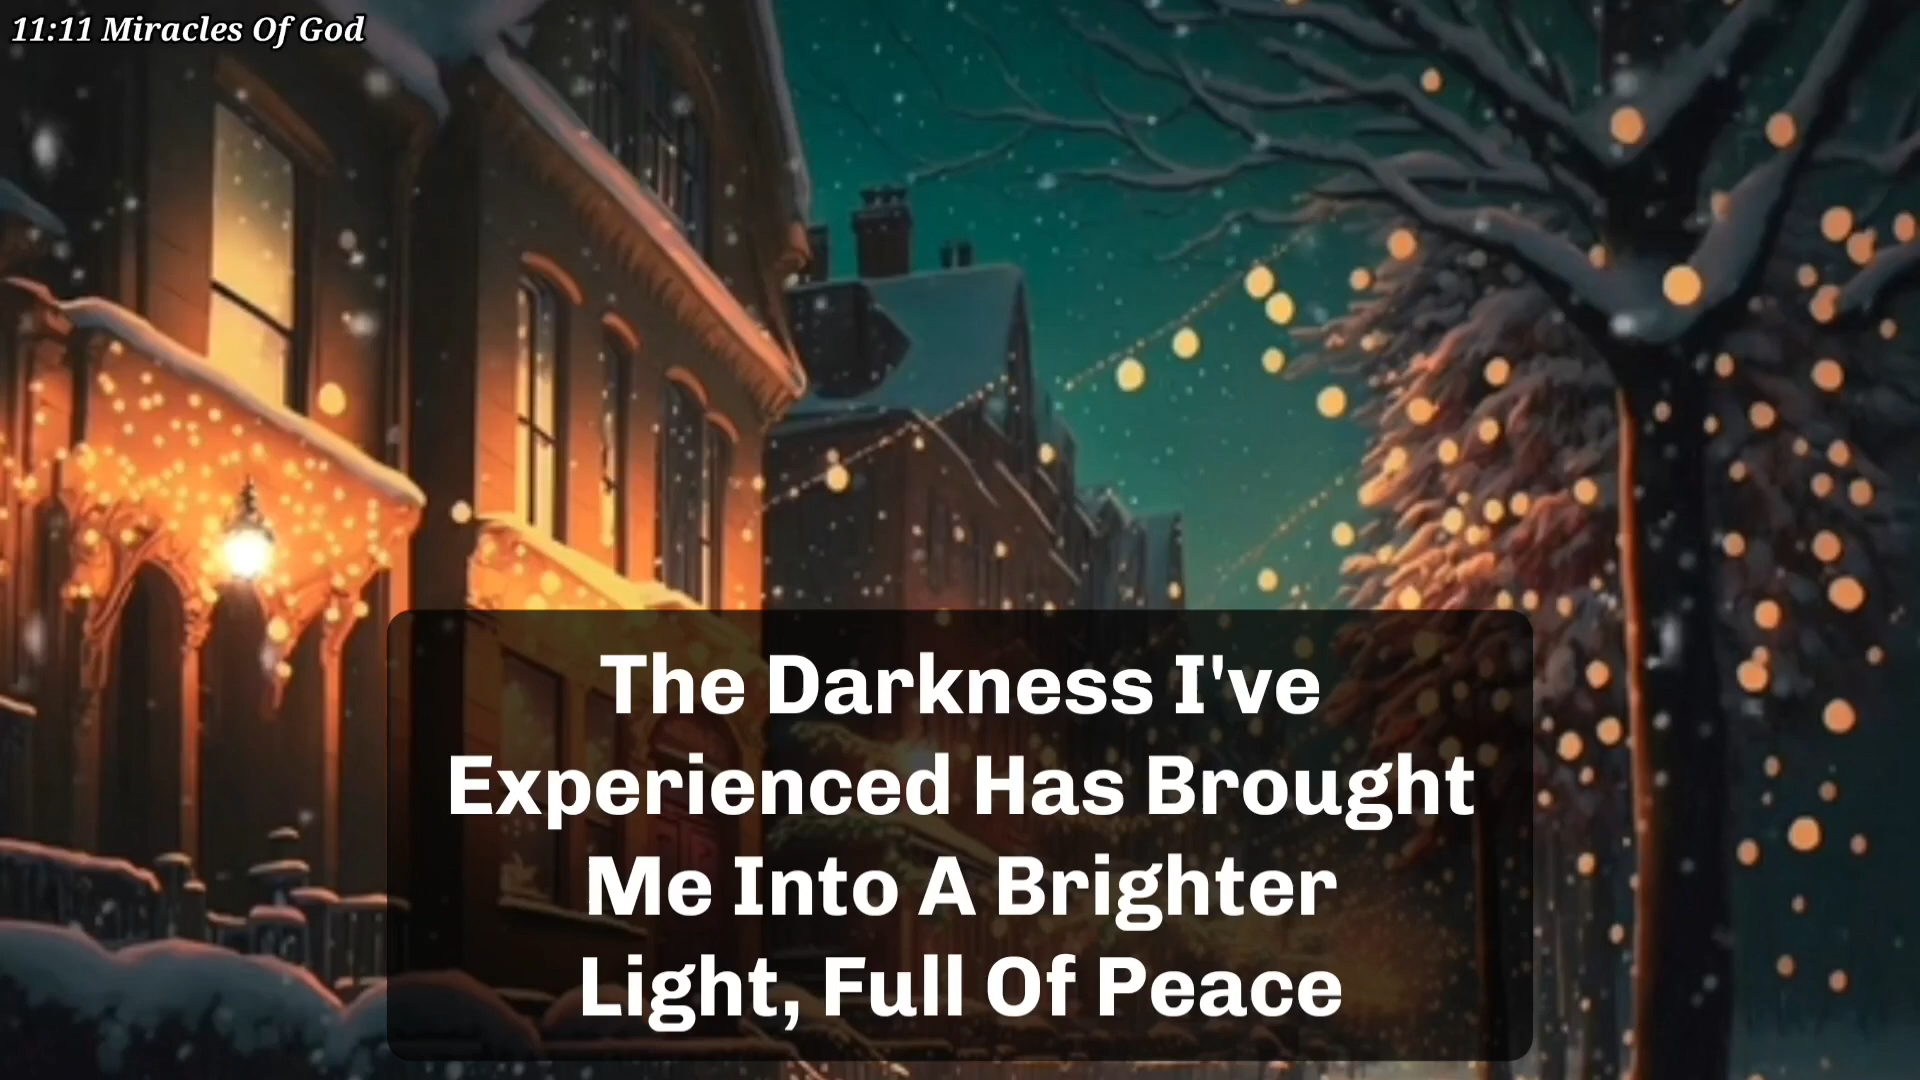 11:11 Miracles Of God
The Darkness I've
Experienced Has Brought
Me Into A Brighter
Light, Full Of Peace